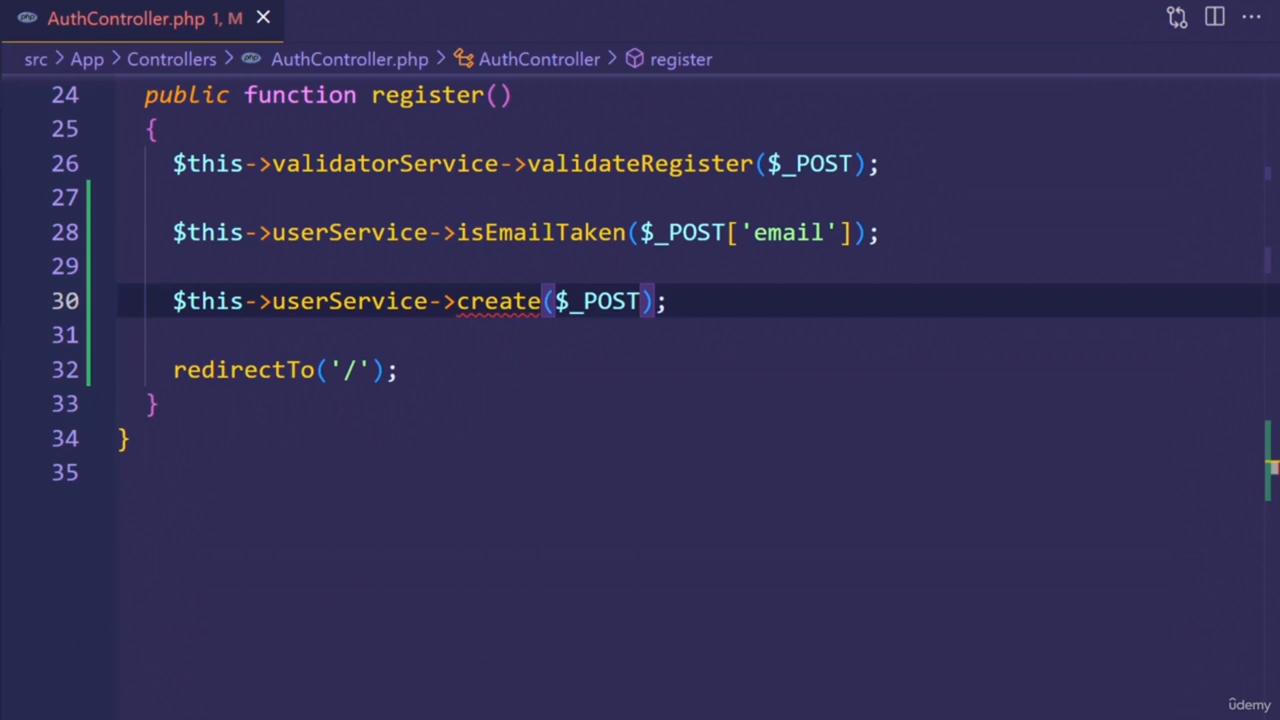 AuthController.php 1, M
src > App > Controllers > AuthController.php > AuthController > register
24 public function register()
25 {
26 $this->validatorService->validateRegister($_POST);
27
28 $this->userService->isEmailTaken($_POST['email']);
29
30 $this->userService->create($_POST);
31
32 redirectTo('/');
33 }
34 }
35
ûdemy